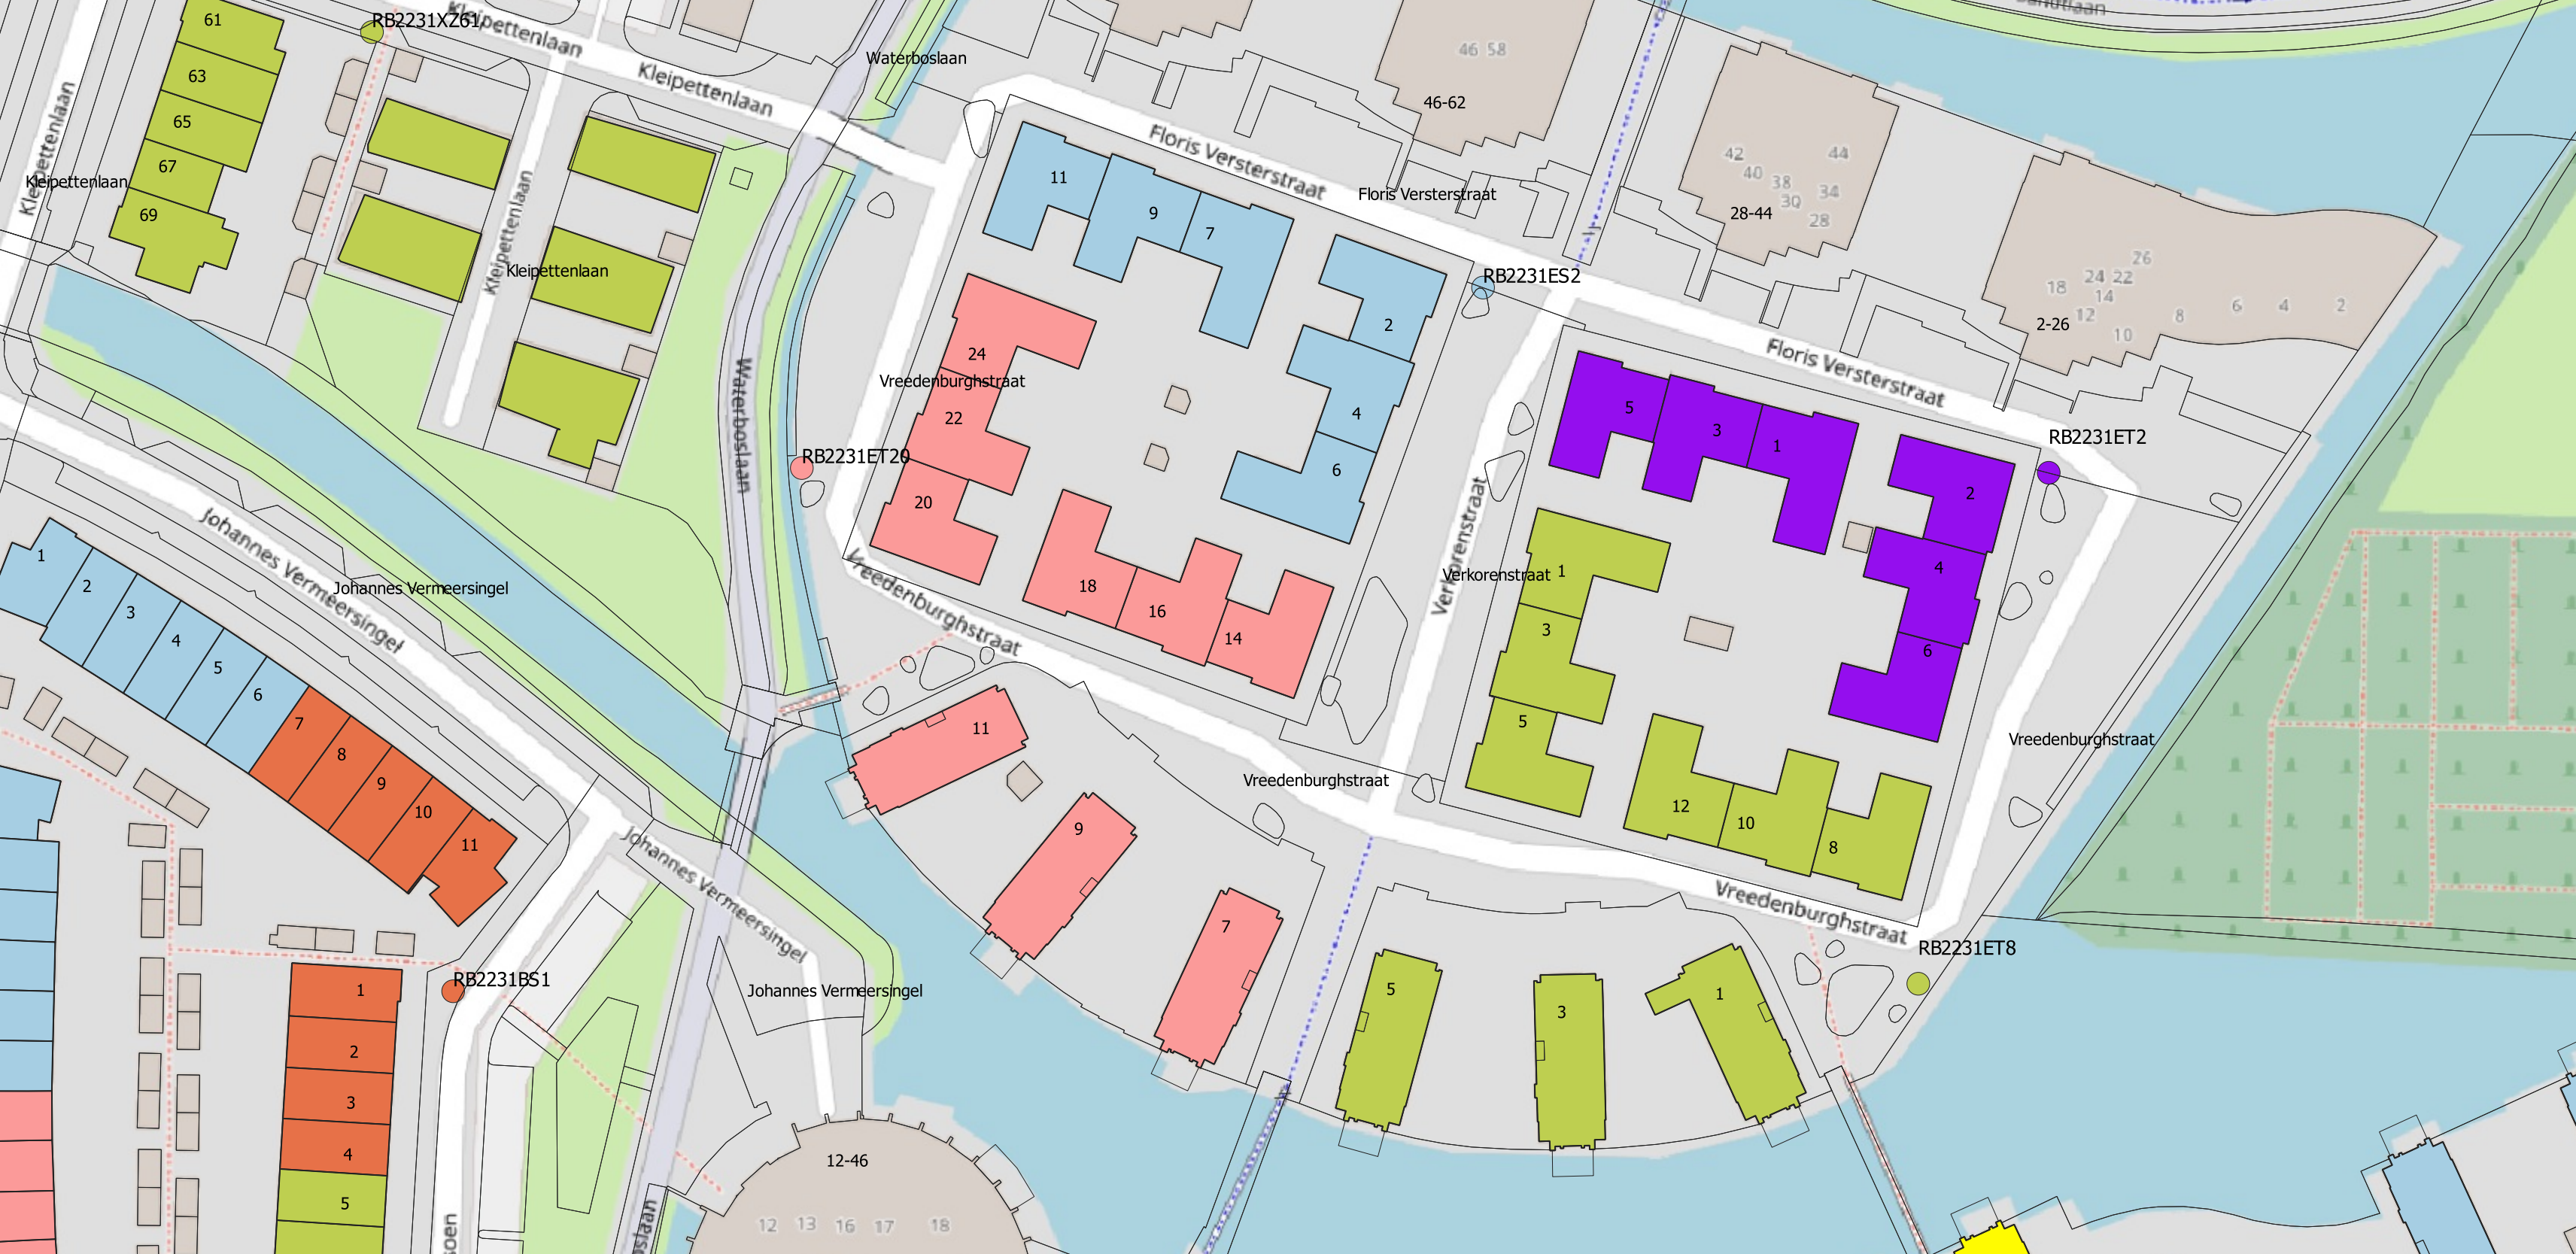 61
63
65
67
69
RB2231XZ61
Kleipettenlaan
Kleipettenlaan
Kleipettenlaan
Kleipettenlaan
Kleipettenlaan
Kleipettenlaan
Waterboslaan
Waterboslaan
46 58
46-62
Floris Versterstraat
Floris Versterstraat
42
44
40
38
34
30
28
28-44
26
24 22
18
14
12
10
8
6
4
2
2-26
11
9
7
2
4
6
RB2231ES2
24
22
20
18
16
14
Vreedenburghstraat
RB2231ET20
Vreedenburghstraat
Floris Versterstraat
5
3
1
2
4
6
RB2231ET2
Verkorenstraat
Verkorenstraat
1
3
5
12
10
8
Vreedenburghstraat
Vreedenburghstraat
Vreedenburghstraat
RB2231ET8
Johannes Vermeersingel
Johannes Vermeersingel
1
2
3
4
5
6
7
8
9
10
11
11
9
7
5
3
1
Johannes Vermeersingel
Johannes Vermeersingel
RB2231BS1
1
2
3
4
5
12-46
12
13
16
17
18